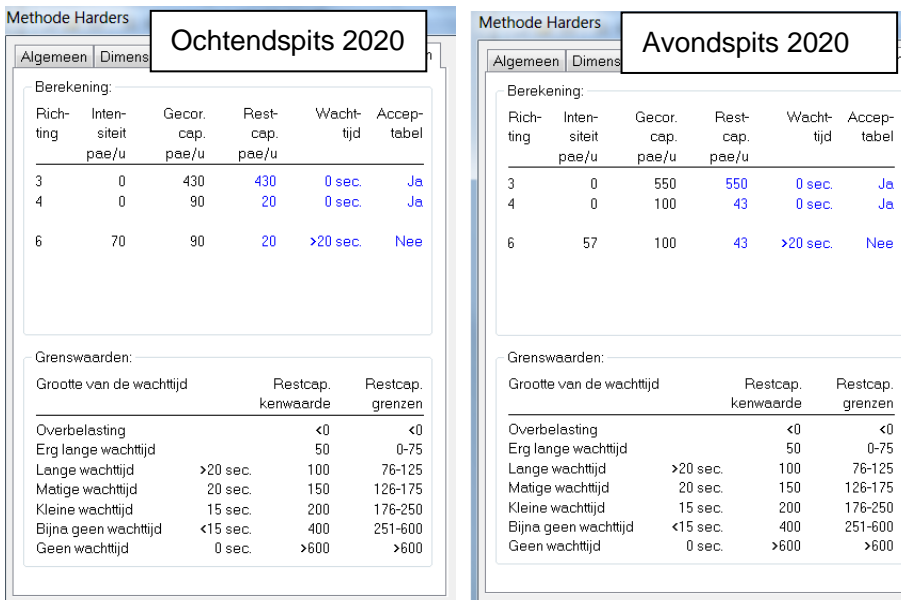 Methode Harders
Ochtendspits 2020
Algemeen Dimens
Berekening:
Rich- Inten- Gecor. Rest- Wacht- Accep-
ting siteit cap. cap. tijd tabel
pae/u pae/u pae/u
3 0 430 430 0 sec. Ja
4 0 90 20 0 sec. Ja
6 70 90 20 >20 sec. Nee
Grenswaarden:
Grootte van de wachttijd Restcap. Restcap.
kenwaarde grenzen
Overbelasting <0 <0
Erg lange wachttijd 50 0-75
Lange wachttijd >20 sec. 100 76-125
Matige wachttijd 20 sec. 150 126-175
Kleine wachttijd 15 sec. 200 176-250
Bijna geen wachttijd <15 sec. 400 251-600
Geen wachttijd 0 sec. >600 >600
Methode Harders
Avondspits 2020
Algemeen Dimens
Berekening:
Rich- Inten- Gecor. Rest- Wacht- Accep-
ting siteit cap. cap. tijd tabel
pae/u pae/u pae/u
3 0 550 550 0 sec. Ja
4 0 100 43 0 sec. Ja
6 57 100 43 >20 sec. Nee
Grenswaarden:
Grootte van de wachttijd Restcap. Restcap.
kenwaarde grenzen
Overbelasting <0 <0
Erg lange wachttijd 50 0-75
Lange wachttijd >20 sec. 100 76-125
Matige wachttijd 20 sec. 150 126-175
Kleine wachttijd 15 sec. 200 176-250
Bijna geen wachttijd <15 sec. 400 251-600
Geen wachttijd 0 sec. >600 >600